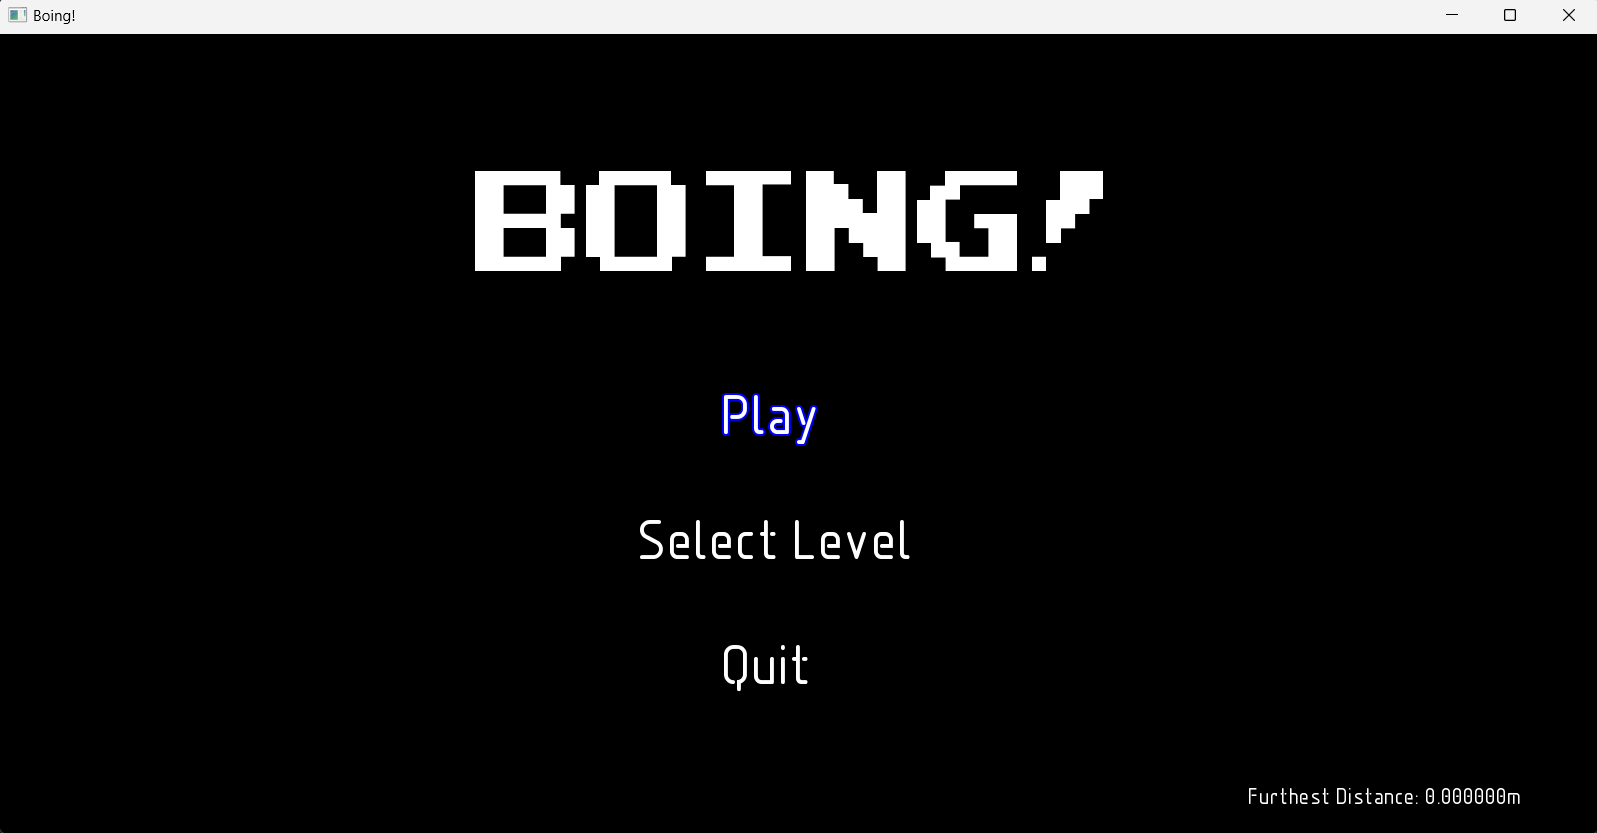 Boing!
BOING!
Play
Select Level
Quit
Furthest Distance: 0.000000m